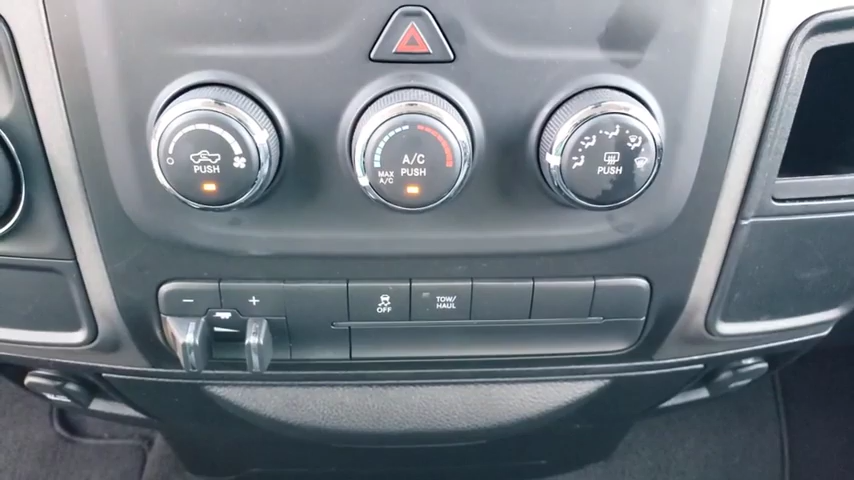 PUSH
A/C
PUSH
MAX
A/C
PUSH
− +
OFF
TOW/
HAUL